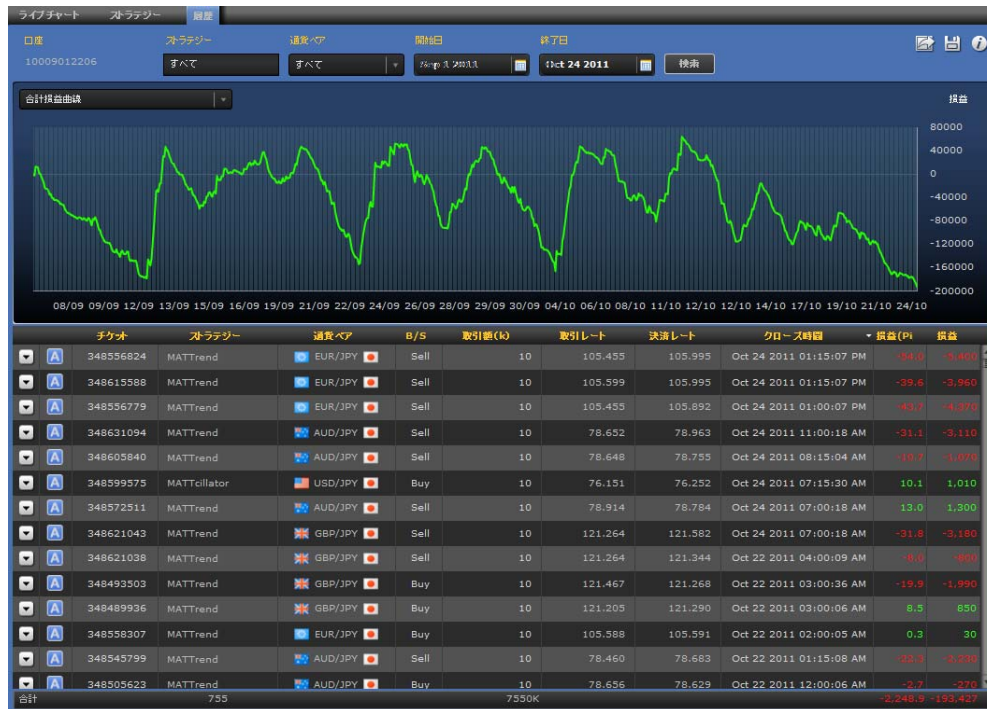 ライブチャート ストラテジー 履歴
口座 ストラテジー 通貨ペア 開始日 終了日
10009012206 すべて すべて Oct 24 2011 検索
合計損益曲線 損益
80000
40000
0
-40000
-80000
-120000
-160000
-200000
08/09 09/09 12/09 13/09 15/09 16/09 19/09 21/09 22/09 24/09 26/09 28/09 29/09 30/09 04/10 06/10 08/10 11/10 12/10 12/10 14/10 17/10 19/10 21/10 24/10
チケット ストラテジー 通貨ペア B/S 取引額(k) 取引レート 決済レート クローズ時間 損益(Pi 損益
A 348556824 MATTrend EUR/JPY Sell 10 105.455 105.995 Oct 24 2011 01:15:07 PM -54.0 -5,400
A 348615588 MATTrend EUR/JPY Sell 10 105.599 105.995 Oct 24 2011 01:15:07 PM -39.6 -3,960
A 348556779 MATTrend EUR/JPY Sell 10 105.455 105.892 Oct 24 2011 01:00:07 PM -43.7 -4,370
A 348631094 MATTrend AUD/JPY Sell 10 78.652 78.963 Oct 24 2011 11:00:18 AM -31.1 -3,110
A 348605840 MATTrend AUD/JPY Sell 10 78.648 78.755 Oct 24 2011 08:15:04 AM -10.7 -1,070
A 348599575 MATTcillator USD/JPY Buy 10 76.151 76.252 Oct 24 2011 07:15:30 AM 10.1 1,010
A 348572511 MATTrend AUD/JPY Sell 10 78.914 78.784 Oct 24 2011 07:00:18 AM 13.0 1,300
A 348621043 MATTrend GBP/JPY Sell 10 121.264 121.582 Oct 24 2011 07:00:18 AM -31.8 -3,180
A 348621038 MATTrend GBP/JPY Sell 10 121.264 121.344 Oct 22 2011 04:00:09 AM -8.0 -800
A 348493503 MATTrend GBP/JPY Buy 10 121.467 121.268 Oct 22 2011 03:00:36 AM -19.9 -1,990
A 348489936 MATTrend GBP/JPY Buy 10 121.205 121.290 Oct 22 2011 03:00:06 AM 8.5 850
A 348558307 MATTrend EUR/JPY Buy 10 105.588 105.591 Oct 22 2011 02:00:05 AM 0.3 30
A 348545799 MATTrend AUD/JPY Sell 10 78.460 78.683 Oct 22 2011 01:15:08 AM -22.3 -2,230
A 348505623 MATTrend AUD/JPY Buy 10 78.656 78.629 Oct 22 2011 12:00:06 AM -2.7 -270
合計 755 7550K -2,248.9 -193,427